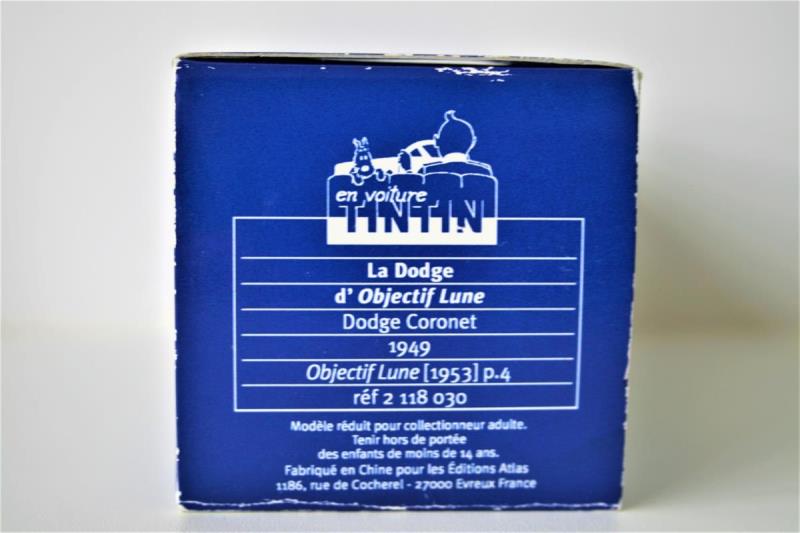 en voiture
TINTIN
La Dodge
d' Objectif Lune
Dodge Coronet
1949
Objectif Lune [1953] p.4
réf 2 118 030
Modèle réduit pour collectionneur adulte.
Tenir hors de portée
des enfants de moins de 14 ans.
Fabriqué en Chine pour les Éditions Atlas
1186, rue de Cocherel - 27000 Evreux France